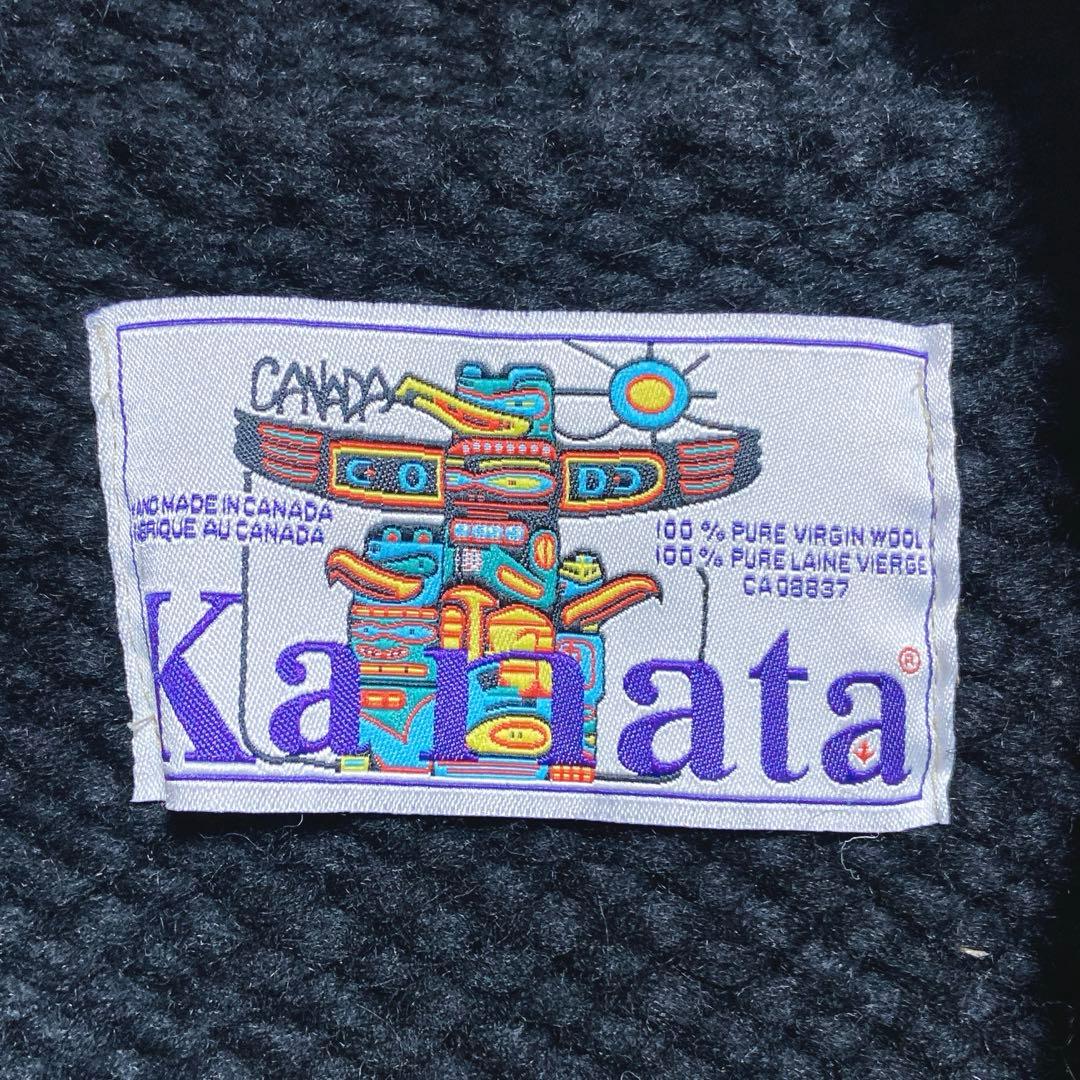 CANADA
HAND MADE IN CANADA
FABRIQUE AU CANADA
100 % PURE VIRGIN WOOL
100 % PURE LAINE VIERGE
CA 08837
Kanata ®